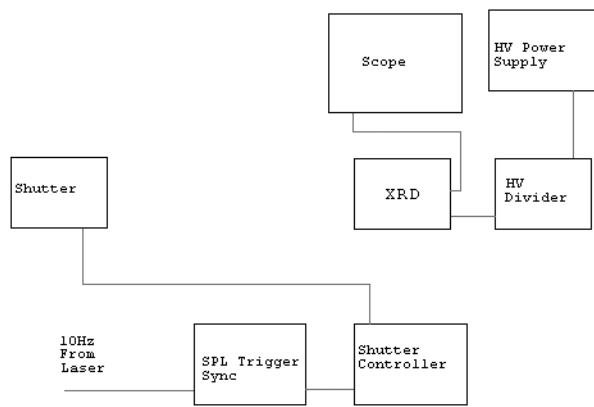 Scope
HV Power
Supply
Shutter
XRD
HV
Divider
10Hz
From
Laser
SPL Trigger
Sync
Shutter
Controller